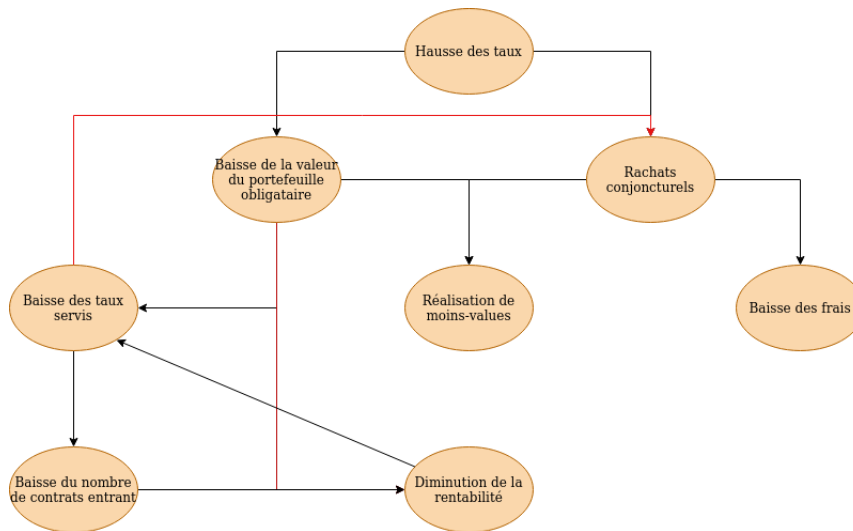 Hausse des taux
Baisse de la valeur
du portefeuille
obligataire
Rachats
conjoncturels
Baisse des taux
servis
Réalisation de
moins-values
Baisse des frais
Baisse du nombre
de contrats entrant
Diminution de la
rentabilité